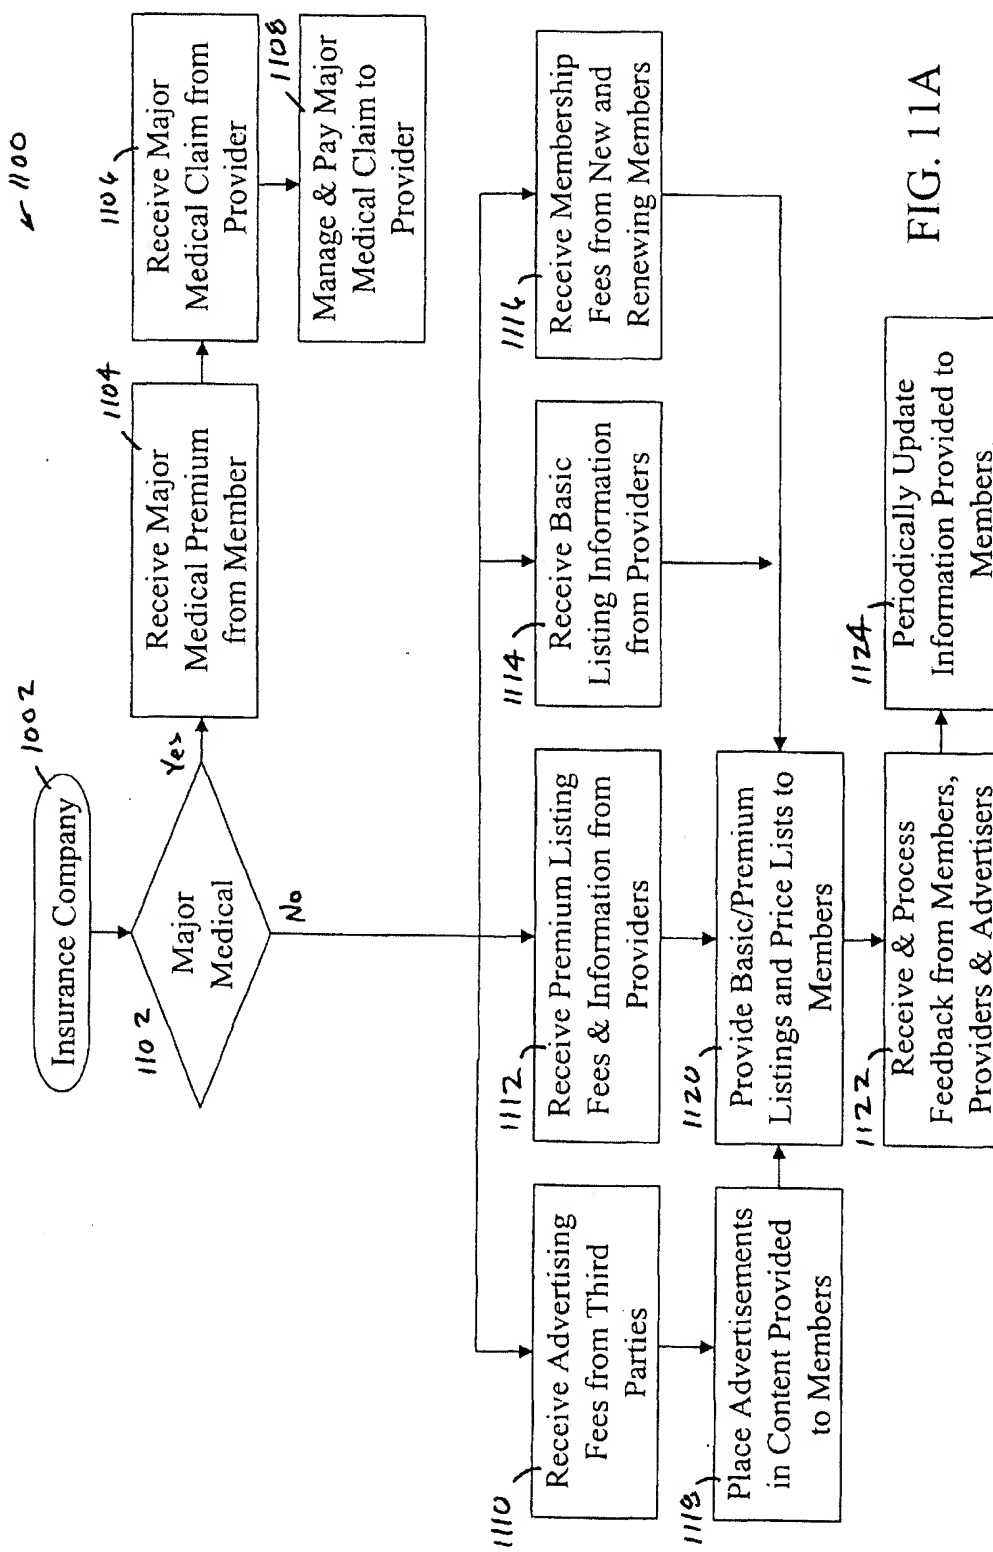 1100
1002
Insurance Company
1102
Major
Medical
Yes
No
1104
Receive Major
Medical Premium
from Member
1106
Receive Major
Medical Claim from
Provider
1108
Manage & Pay Major
Medical Claim to
Provider
1110
Receive Advertising
Fees from Third
Parties
1112
Receive Premium Listing
Fees & Information from
Providers
1114
Receive Basic
Listing Information
from Providers
1116
Receive Membership
Fees from New and
Renewing Members
1118
Place Advertisements
in Content Provided
to Members
1120
Provide Basic/Premium
Listings and Price Lists to
Members
1122
Receive & Process
Feedback from Members,
Providers & Advertisers
1124
Periodically Update
Information Provided to
Members
FIG. 11A